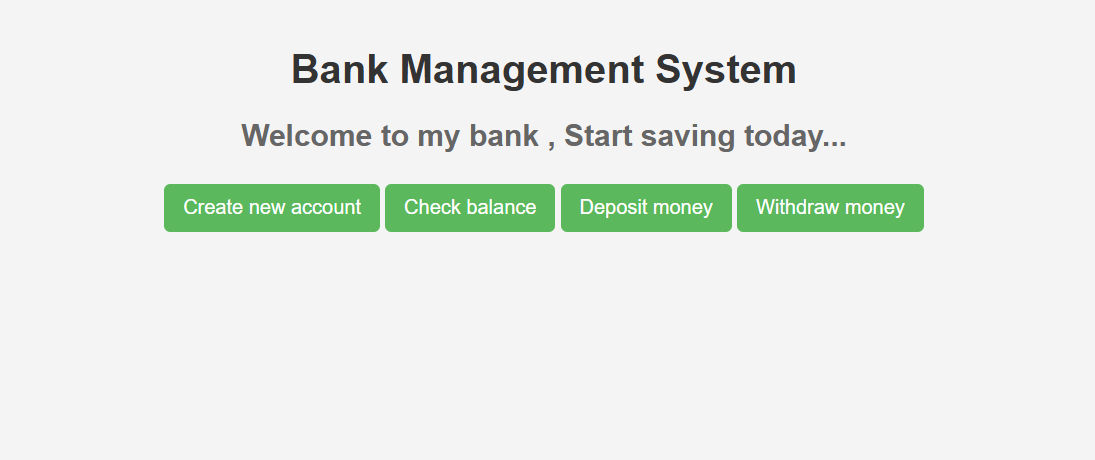 Bank Management System
Welcome to my bank , Start saving today...
Create new account Check balance Deposit money Withdraw money